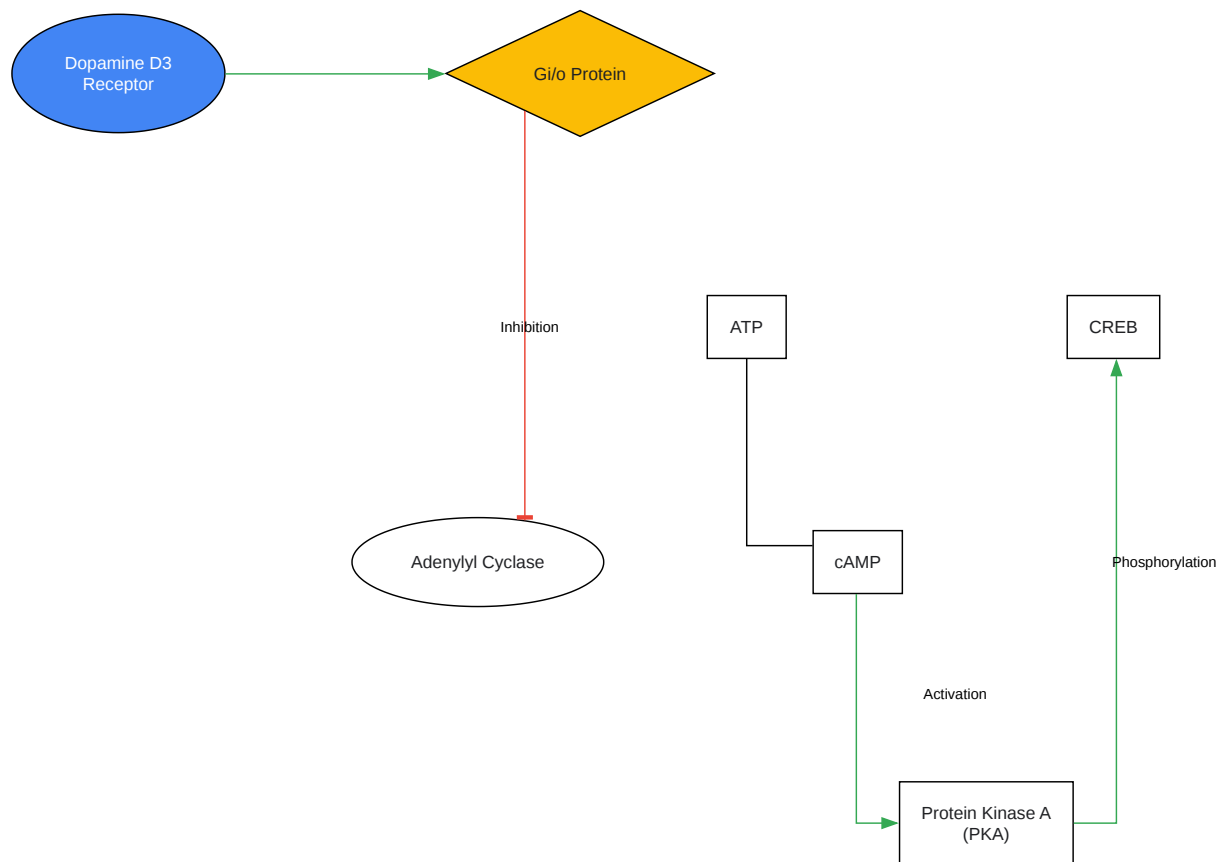 Dopamine D3
Receptor
Gi/o Protein
Inhibition
ATP
CREB
Adenylyl Cyclase
cAMP
Phosphorylation
Activation
Protein Kinase A
(PKA)